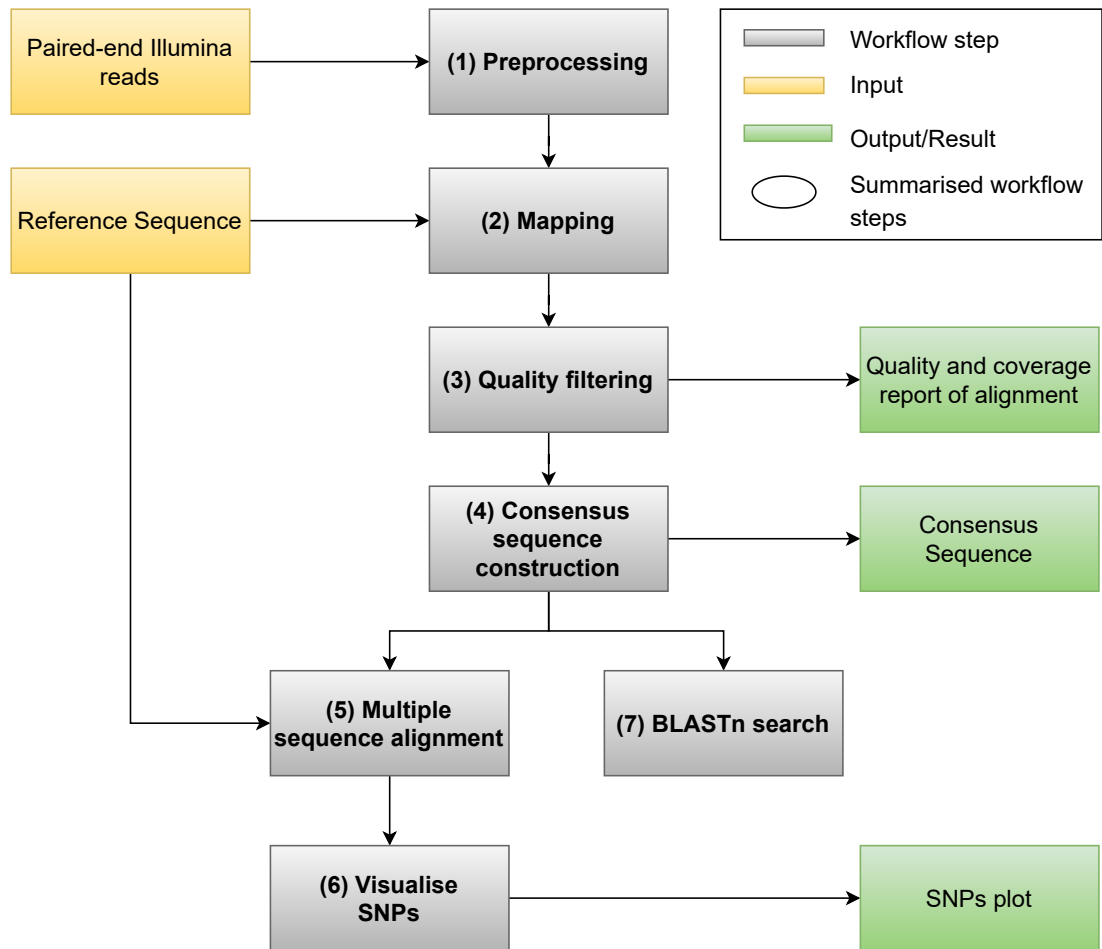 Paired-end Illumina
reads
(1) Preprocessing
Workflow step
Input
Output/Result
Summarised workflow
steps
Reference Sequence
(2) Mapping
(3) Quality filtering
Quality and coverage
report of alignment
(4) Consensus
sequence
construction
Consensus
Sequence
(5) Multiple
sequence alignment
(7) BLASTn search
(6) Visualise
SNPs
SNPs plot